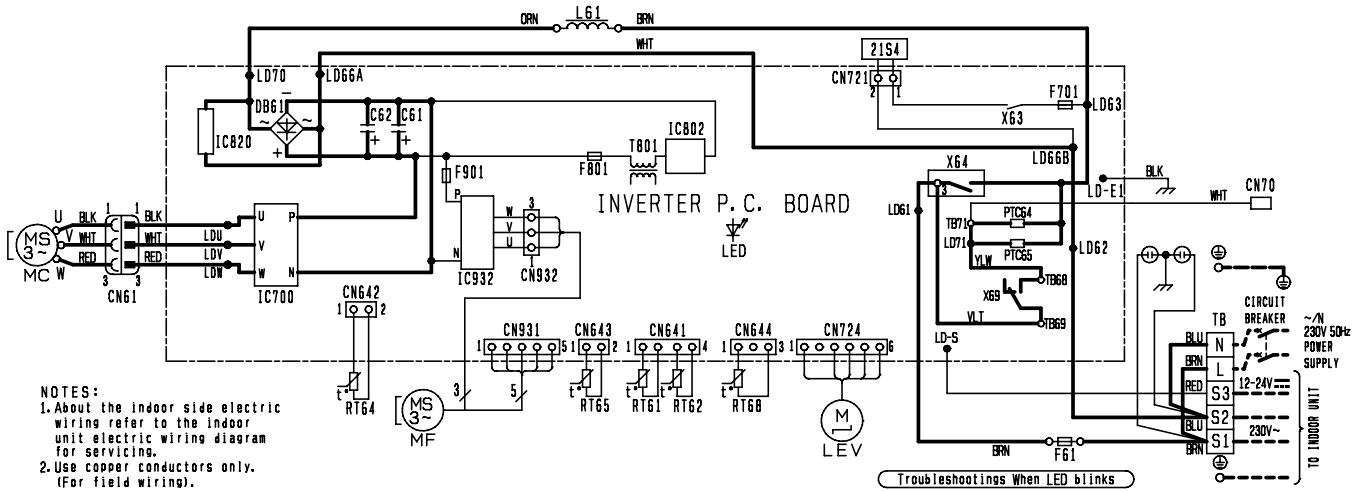 L61
ORN
BRN
WHT
21S4
LD70
LD66A
CN721
2
1
F701
LD63
X63
DB61
−
~
~
+
C62
C61
+
+
IC820
T801
IC802
F801
LD66B
X64
3
LD-E1
BLK
CN70
WHT
F901
P
N
IC932
W
V
U
3
1
CN932
INVERTER P.C. BOARD
LED
LD61
TB71
PTC64
LD71
PTC65
LD62
YLW
X69
TB68
VLT
TB69
LD-S
U
V
W
BLK
WHT
RED
1
1
3
3
CN61
BLK
WHT
RED
LDU
LDV
LDW
U
V
W
P
N
IC700
MS
3~
MC
CN642
1
2
RT64
t°
CN931
1
5
CN643
1
2
RT65
t°
CN641
1
4
RT61
t°
RT62
t°
CN644
1
3
RT68
t°
CN724
1
6
M
LEV
MS
3~
MF
3
5
TB
N
L
S3
S2
S1
BLU
BRN
RED
BLU
BRN
BRN
F61
CIRCUIT
BREAKER
~/N
230V 50Hz
POWER
SUPPLY
12-24V
230V~
TO INDOOR UNIT
NOTES:
1. About the indoor side electric
wiring refer to the indoor
unit electric wiring diagram
for servicing.
2. Use copper conductors only.
(For field wiring).
Troubleshootings When LED blinks